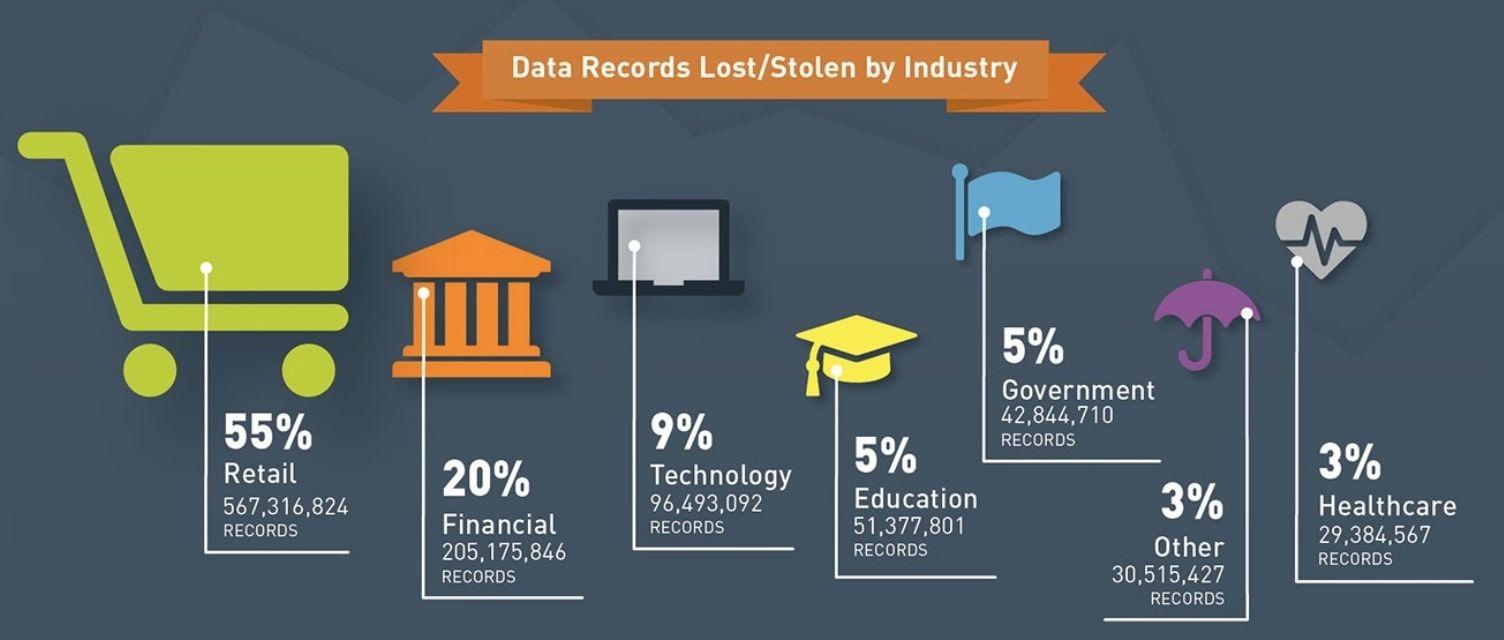 Data Records Lost/Stolen by Industry
55%
Retail
567,316,824
RECORDS
20%
Financial
205,175,846
RECORDS
9%
Technology
96,493,092
RECORDS
5%
Education
51,377,801
RECORDS
5%
Government
42,844,710
RECORDS
3%
Other
30,515,427
RECORDS
3%
Healthcare
29,384,567
RECORDS